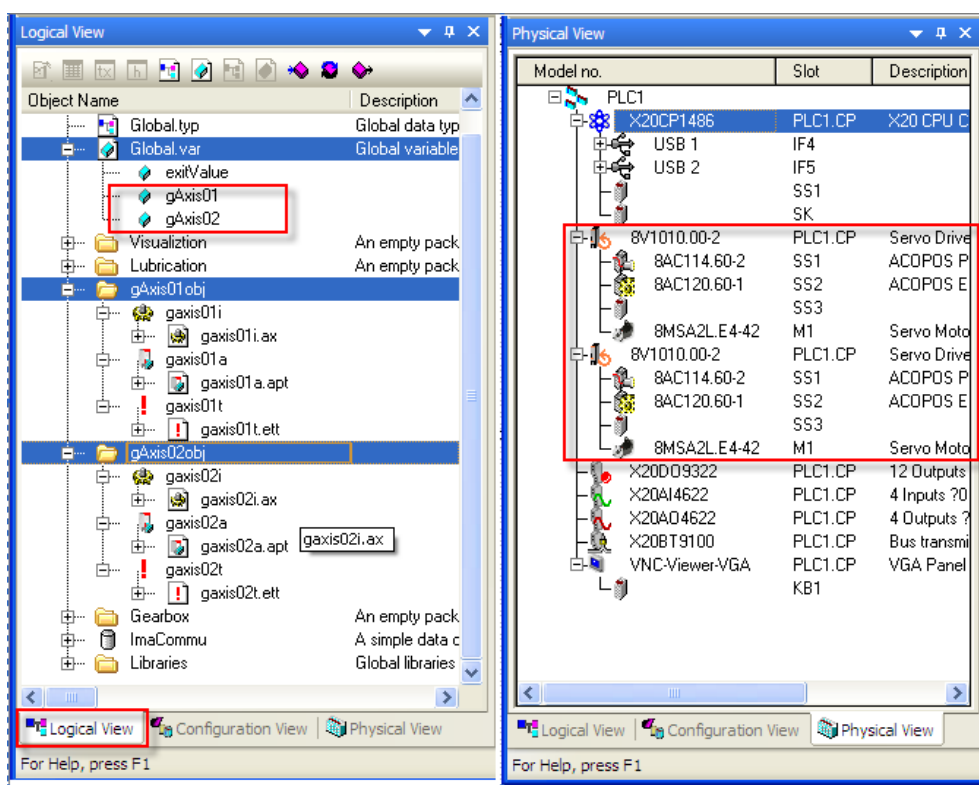 Logical View
Object Name Description
Global.typ Global data typ
Global.var Global variable
exitValue
gAxis01
gAxis02
Visualiztion An empty pack
Lubrication An empty pack
gAxis01obj
gaxis01i
gaxis01i.ax
gaxis01a
gaxis01a.apt
gaxis01t
gaxis01t.ett
gAxis02obj
gaxis02i
gaxis02i.ax
gaxis02a
gaxis02a.apt
gaxis02i.ax
gaxis02t
gaxis02t.ett
Gearbox An empty pack
ImaCommu A simple data c
Libraries Global libraries
Logical View Configuration View Physical View
For Help, press F1
Physical View
Model no. Slot Description
PLC1
X20CP1486 PLC1.CP X20 CPU C
USB 1 IF4
USB 2 IF5
SS1
SK
8V1010.00-2 PLC1.CP Servo Drive
8AC114.60-2 SS1 ACOPOS P
8AC120.60-1 SS2 ACOPOS E
SS3
8MSA2L.E4-42 M1 Servo Moto
8V1010.00-2 PLC1.CP Servo Drive
8AC114.60-2 SS1 ACOPOS P
8AC120.60-1 SS2 ACOPOS E
SS3
8MSA2L.E4-42 M1 Servo Moto
X20DO9322 PLC1.CP 12 Outputs
X20AI4622 PLC1.CP 4 Inputs ?0
X20AO4622 PLC1.CP 4 Outputs ?
X20BT9100 PLC1.CP Bus transmi
VNC-Viewer-VGA PLC1.CP VGA Panel
KB1
Logical View Configuration View Physical View
For Help, press F1